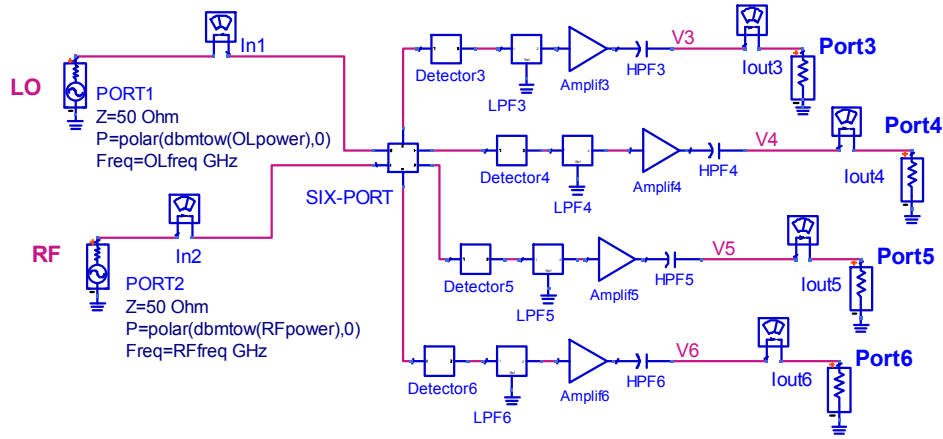 LO
In1
PORT1
Z=50 Ohm
P=polar(dbmtow(OLpower),0)
Freq=OLfreq GHz
RF
In2
PORT2
Z=50 Ohm
P=polar(dbmtow(RFpower),0)
Freq=RFfreq GHz
SIX-PORT
Detector3
LPF3
Amplif3
HPF3
V3
Iout3
Port3
Detector4
LPF4
Amplif4
HPF4
V4
Iout4
Port4
Detector5
LPF5
Amplif5
HPF5
V5
Iout5
Port5
Detector6
LPF6
Amplif6
HPF6
V6
Iout6
Port6